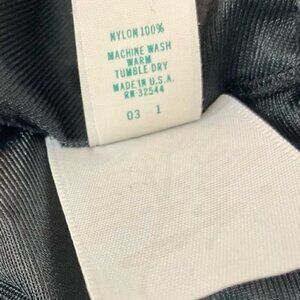 NYLON 100%
MACHINE WASH
WARM
TUMBLE DRY
MADE IN U.S.A.
RN-32544
03 1